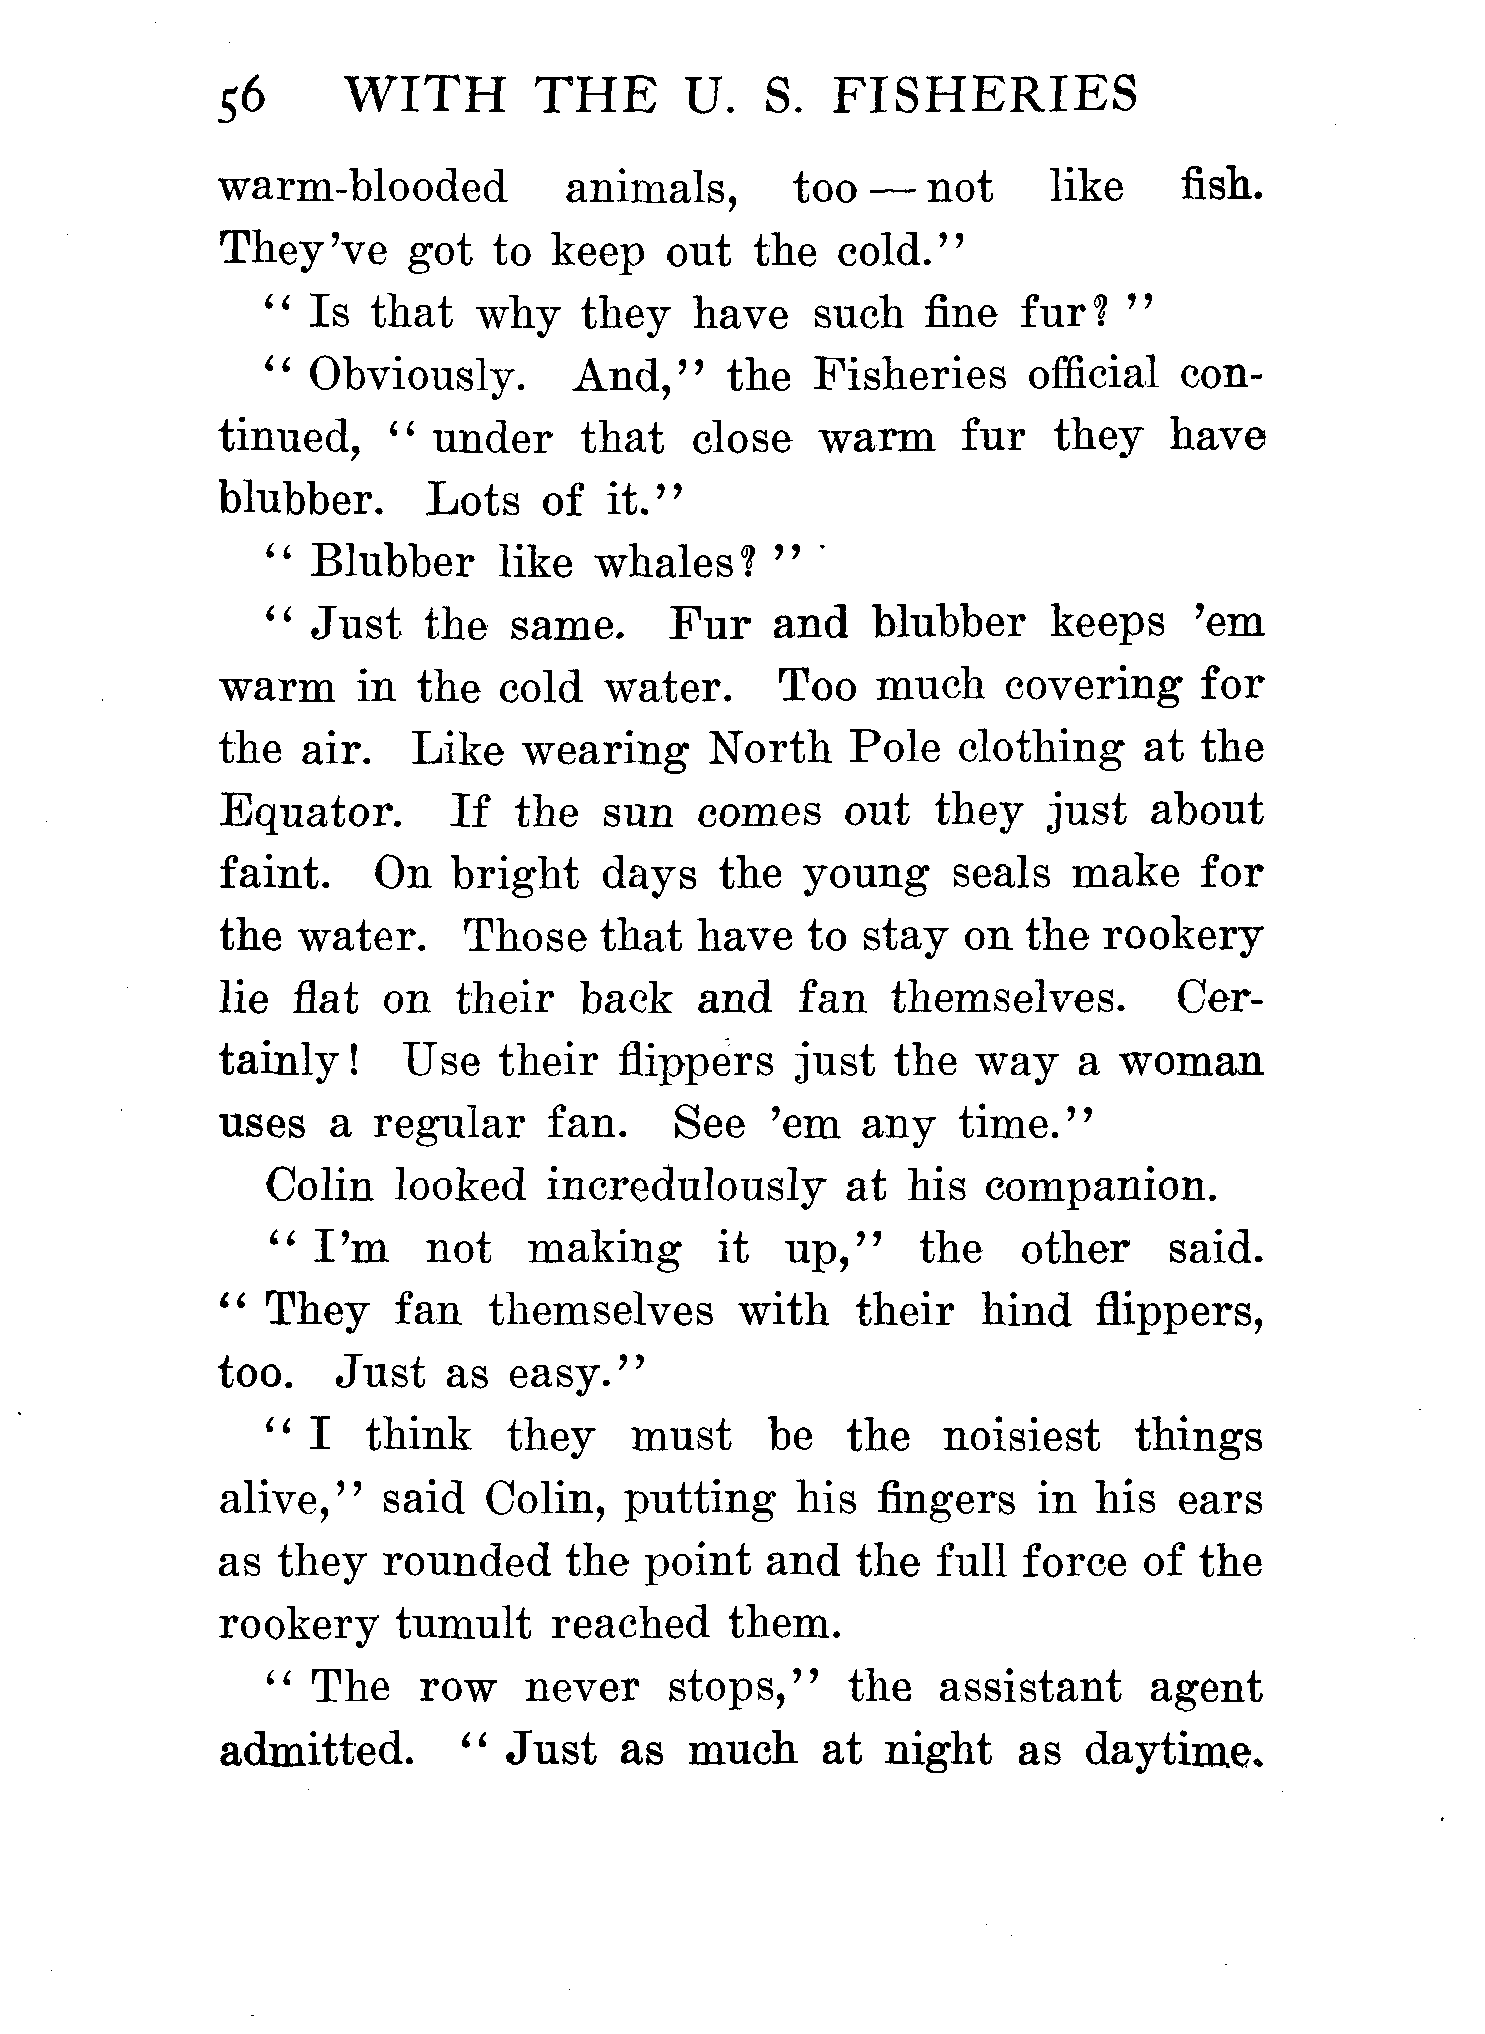 56 WITH THE U. S. FISHERIES
warm-blooded animals, too — not like fish.
They've got to keep out the cold."
" Is that why they have such fine fur? "
" Obviously. And," the Fisheries official con-
tinued, " under that close warm fur they have
blubber. Lots of it."
" Blubber like whales? "
" Just the same. Fur and blubber keeps 'em
warm in the cold water. Too much covering for
the air. Like wearing North Pole clothing at the
Equator. If the sun comes out they just about
faint. On bright days the young seals make for
the water. Those that have to stay on the rookery
lie flat on their back and fan themselves. Cer-
tainly! Use their flippers just the way a woman
uses a regular fan. See 'em any time."
Colin looked incredulously at his companion.
" I'm not making it up," the other said.
" They fan themselves with their hind flippers,
too. Just as easy."
" I think they must be the noisiest things
alive," said Colin, putting his fingers in his ears
as they rounded the point and the full force of the
rookery tumult reached them.
" The row never stops," the assistant agent
admitted. " Just as much at night as daytime.